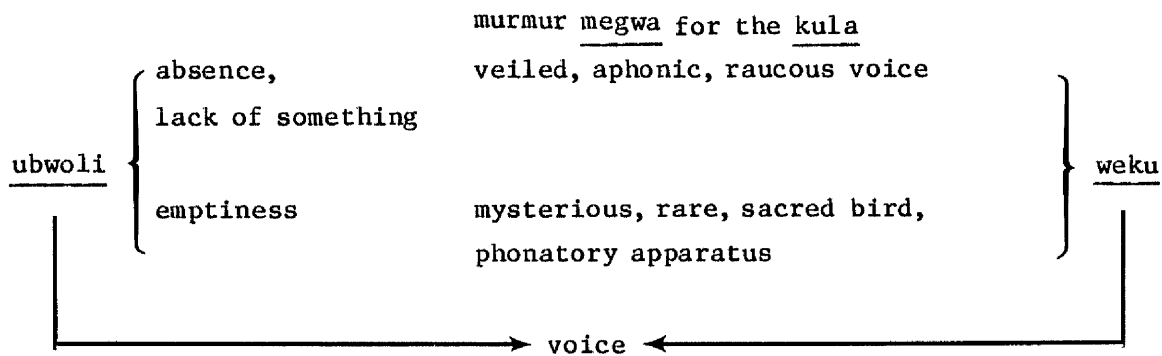 murmur megwa for the kula
absence, veiled, aphonic, raucous voice
lack of something
ubwoli weku
emptiness mysterious, rare, sacred bird,
phonatory apparatus
voice